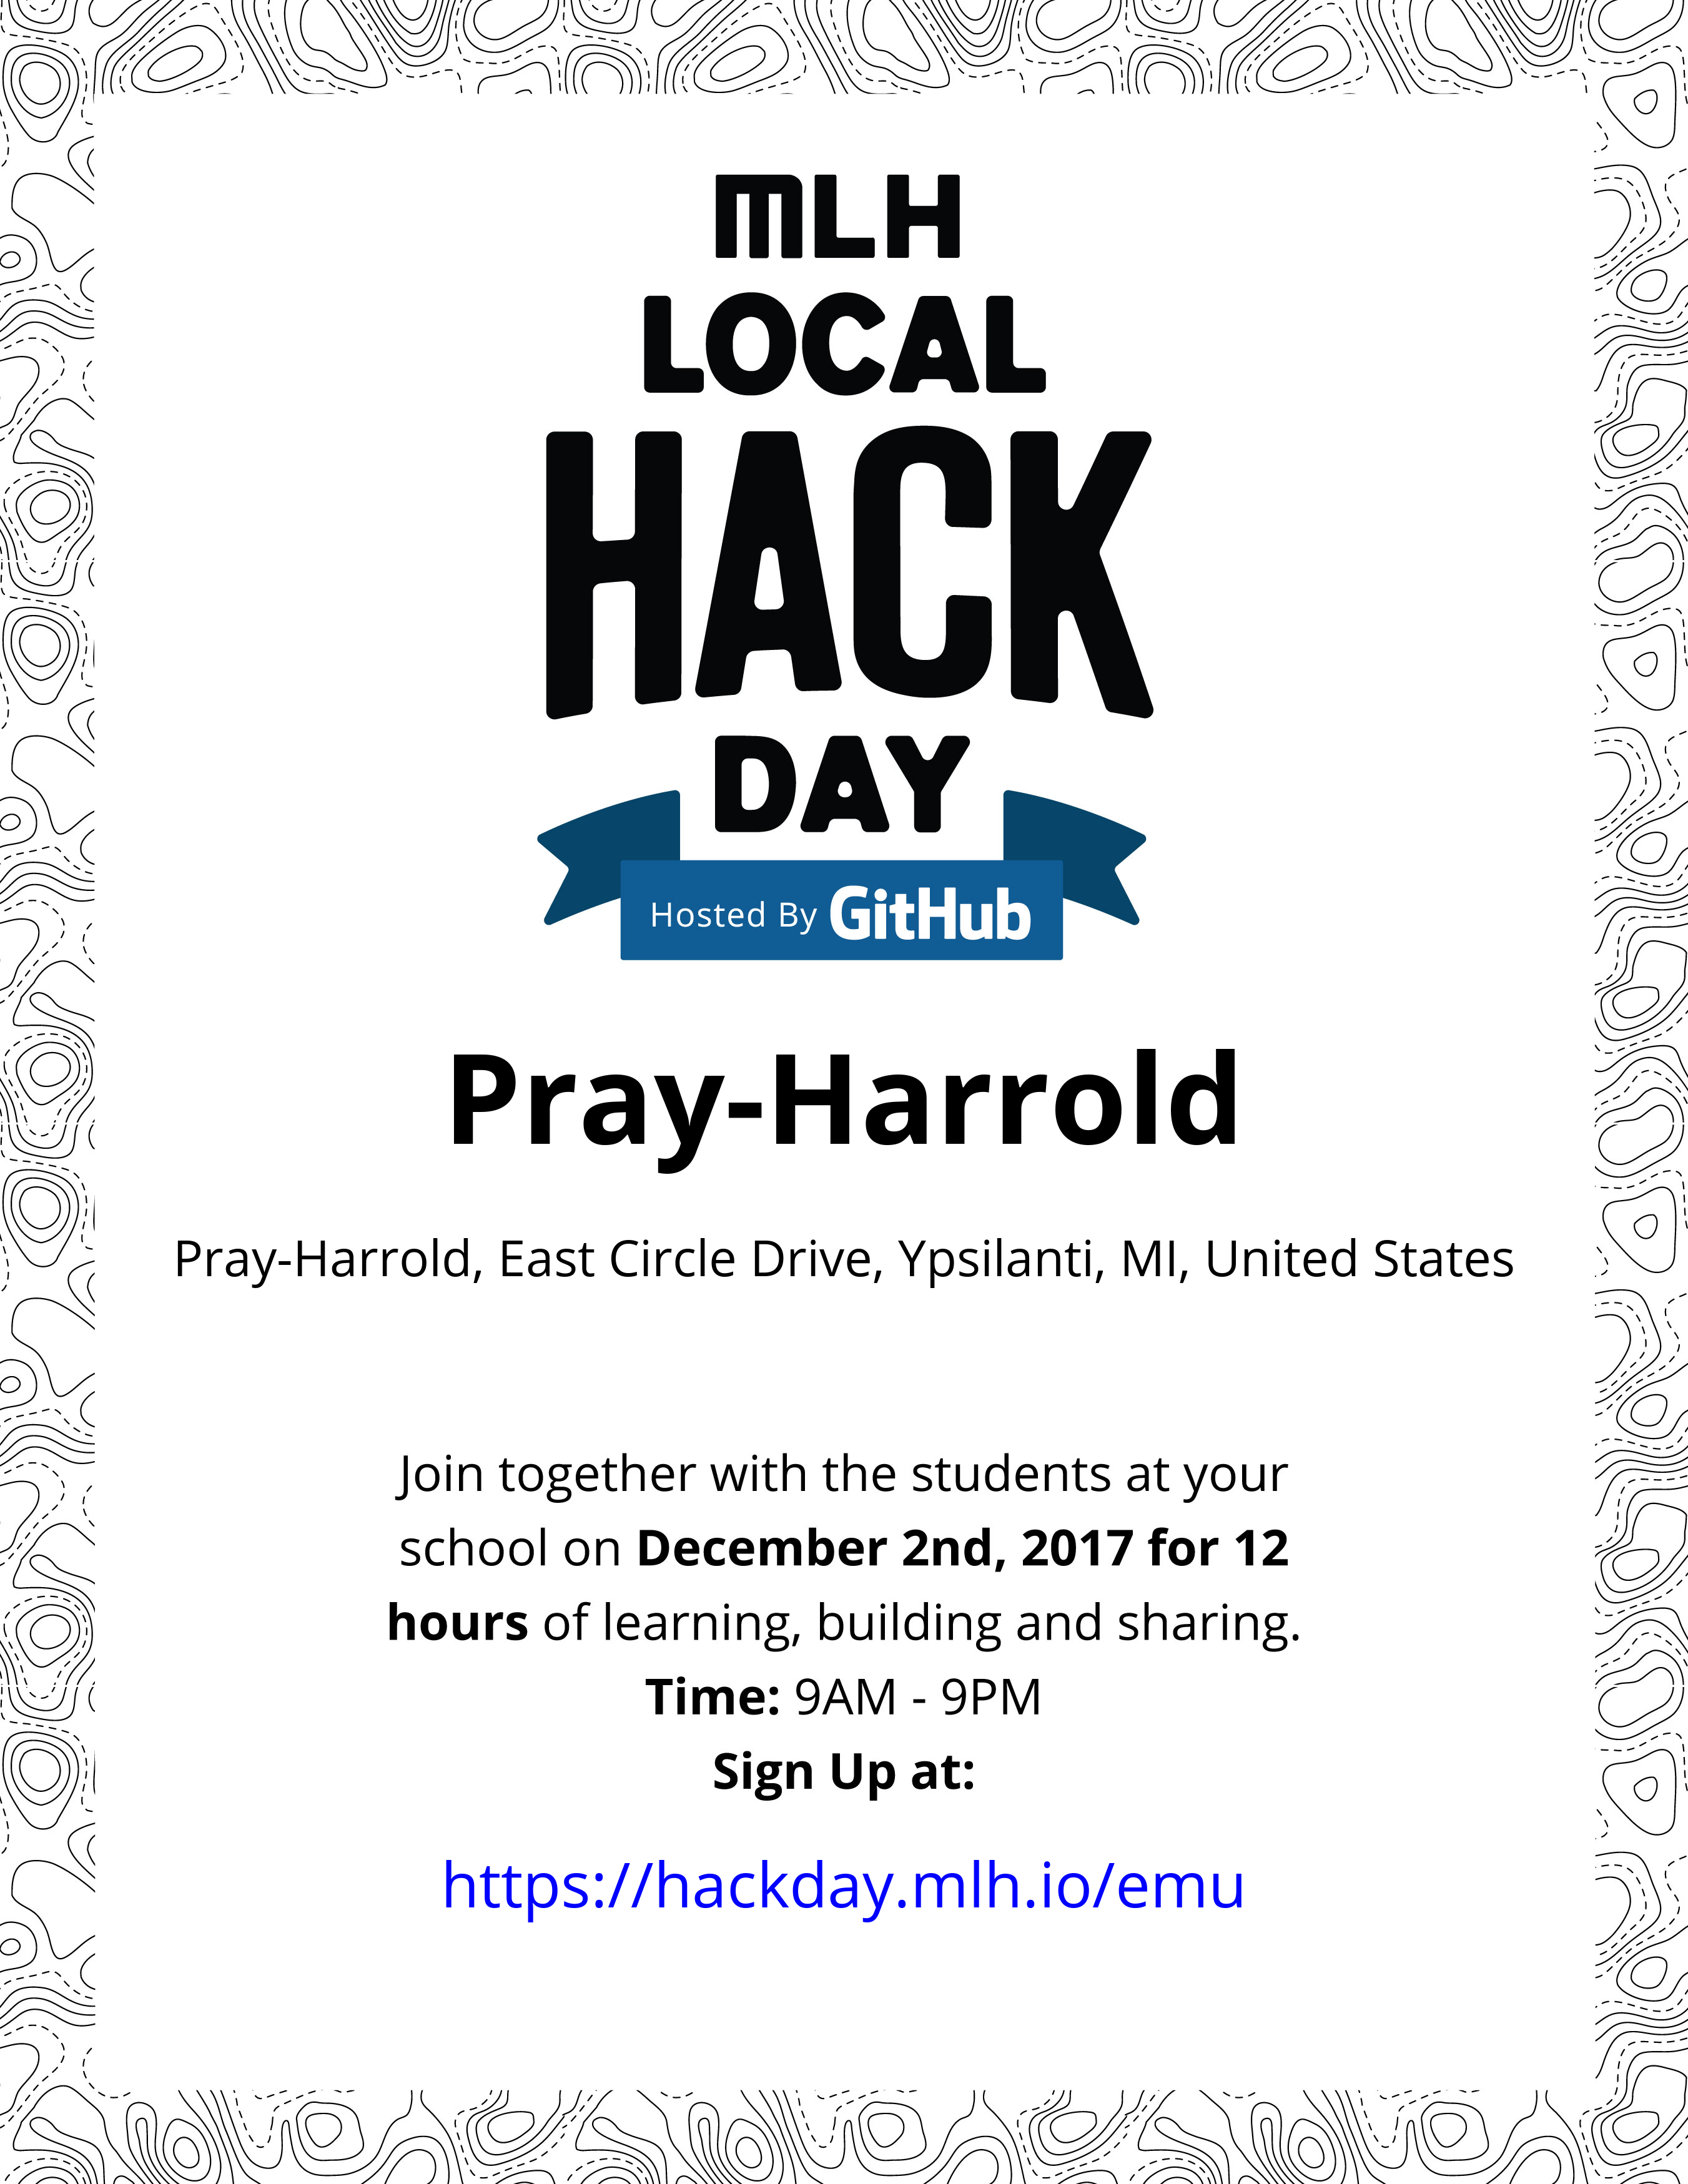 MLH
LOCAL
HACK
DAY
Hosted By GitHub
Pray-Harrold
Pray-Harrold, East Circle Drive, Ypsilanti, MI, United States
Join together with the students at your
school on December 2nd, 2017 for 12
hours of learning, building and sharing.
Time: 9AM - 9PM
Sign Up at:
https://hackday.mlh.io/emu